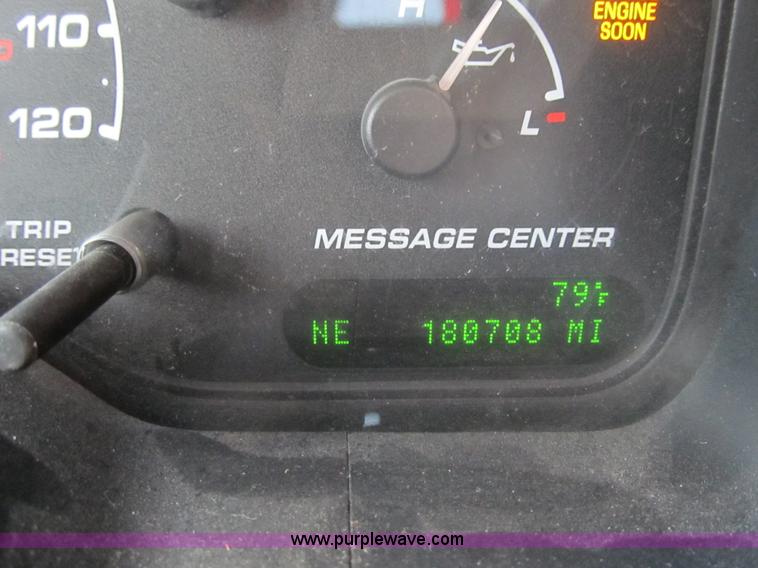 110
120
H
ENGINE
SOON
L
TRIP
RESET
MESSAGE CENTER
79°F
NE 180708 MI
www.purplewave.com